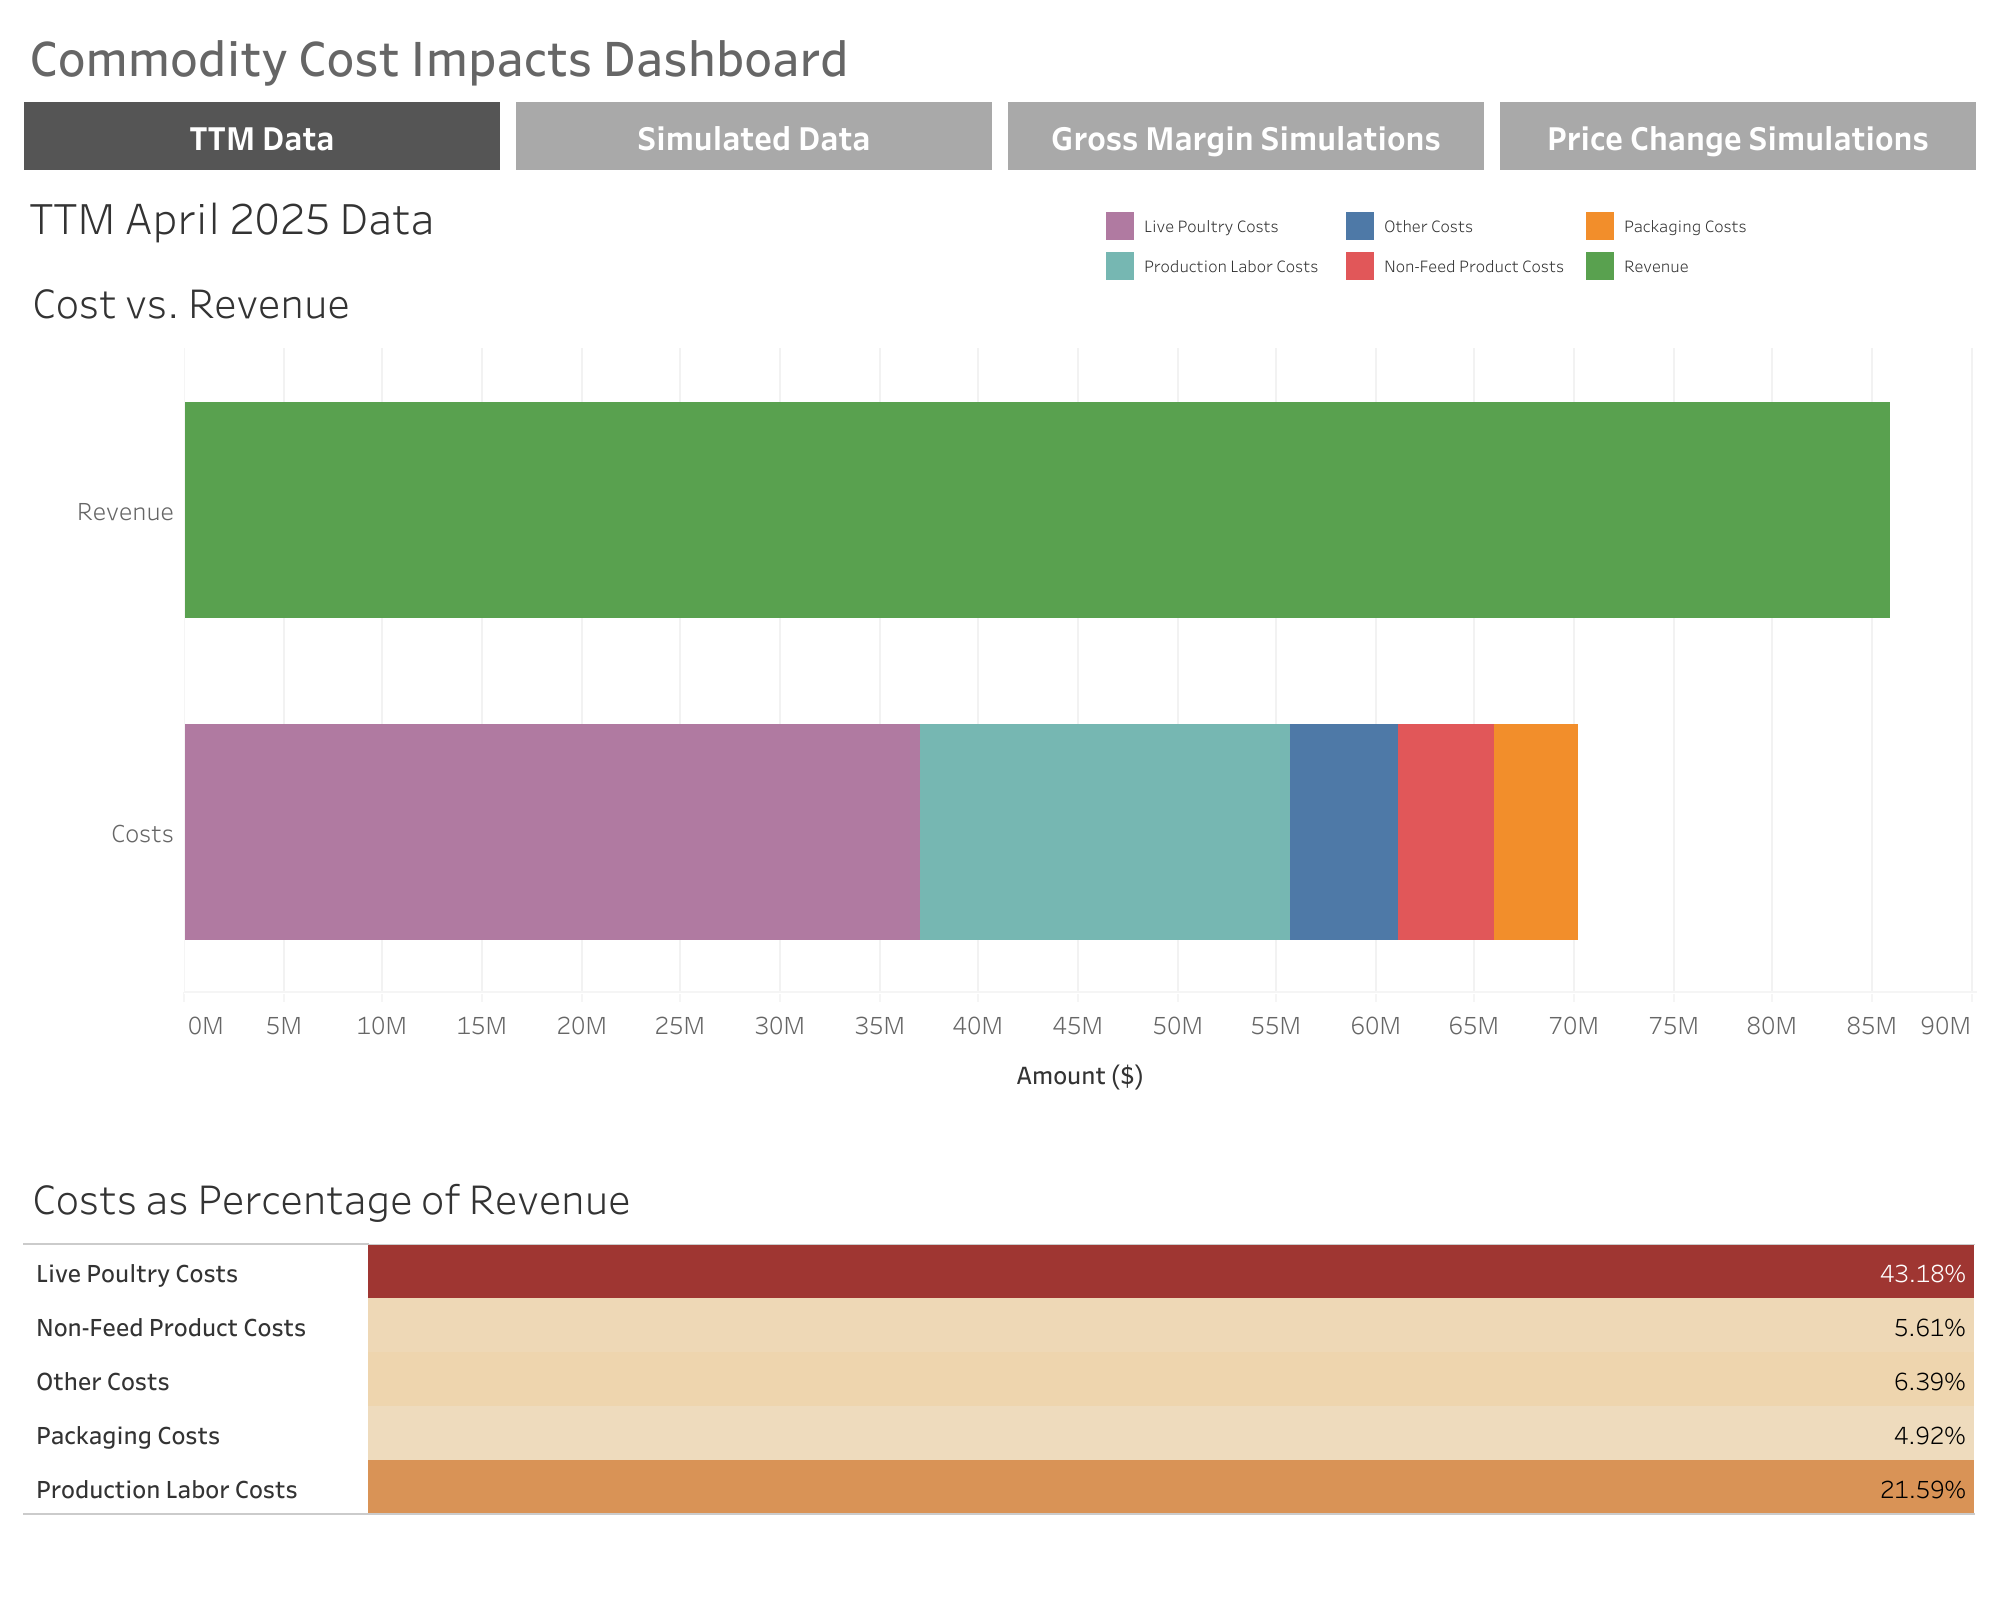 Commodity Cost Impacts Dashboard
TTM Data
Simulated Data
Gross Margin Simulations
Price Change Simulations
TTM April 2025 Data
Live Poultry Costs
Other Costs
Packaging Costs
Production Labor Costs
Non-Feed Product Costs
Revenue
Cost vs. Revenue
Revenue
Costs
0M 5M 10M 15M 20M 25M 30M 35M 40M 45M 50M 55M 60M 65M 70M 75M 80M 85M 90M
Amount ($)
Costs as Percentage of Revenue
Live Poultry Costs 43.18%
Non-Feed Product Costs 5.61%
Other Costs 6.39%
Packaging Costs 4.92%
Production Labor Costs 21.59%